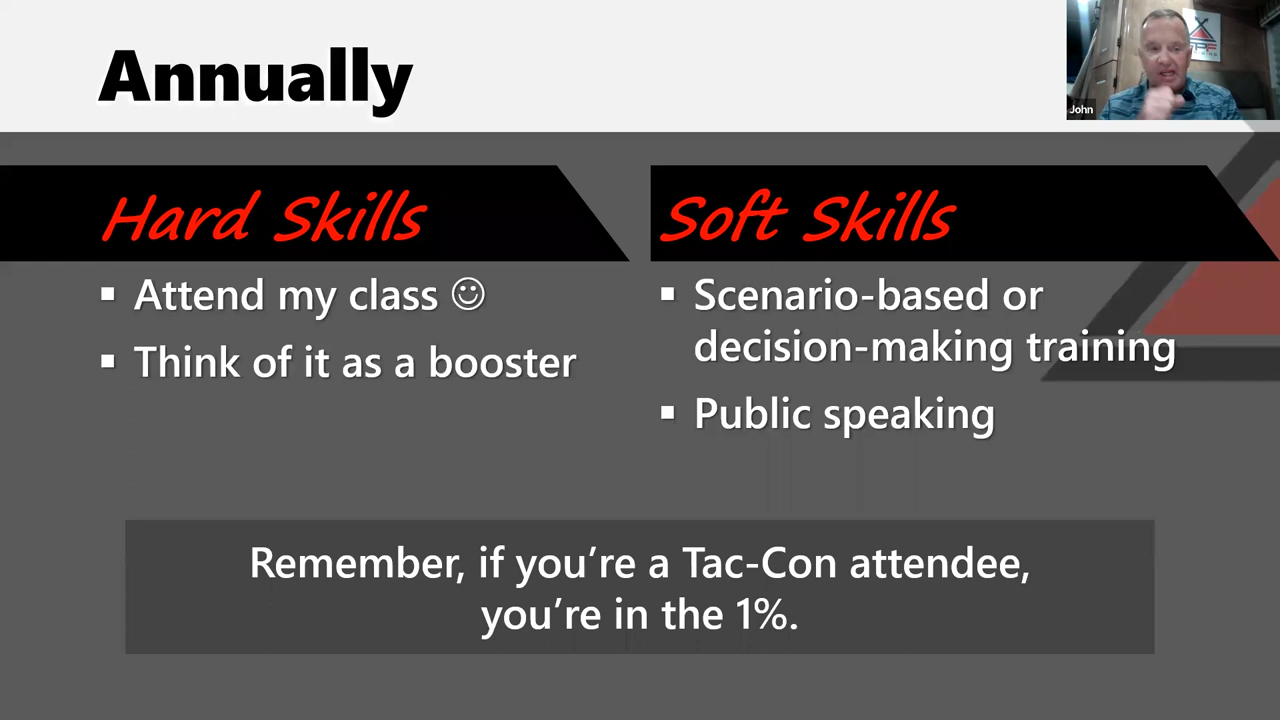 Annually
John
Hard Skills
Attend my class ☺
Think of it as a booster
Soft Skills
Scenario-based or
decision-making training
Public speaking
Remember, if you're a Tac-Con attendee,
you're in the 1%.